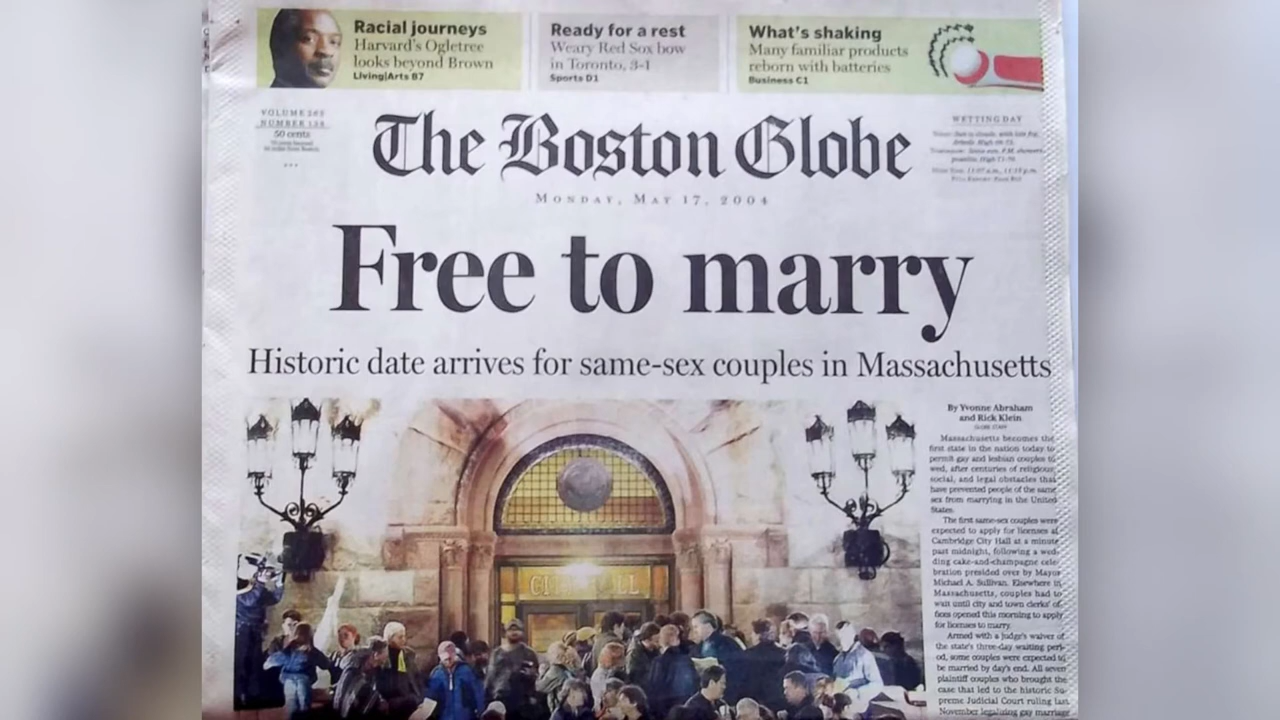 Racial journeys
Harvard's Ogletree
looks beyond Brown
Living|Arts B7
Ready for a rest
Weary Red Sox bow
in Toronto, 3-1
Sports D1
What's shaking
Many familiar products
reborn with batteries
Business C1
VOLUME 265
NUMBER 138
50 cents
The Boston Globe
WETTING DAY
MONDAY, MAY 17, 2004
Free to marry
Historic date arrives for same-sex couples in Massachusetts
CITY HALL
By Yvonne Abraham
and Rick Klein
GLOBE STAFF
Massachusetts becomes the
first state in the nation today to
permit gay and lesbian couples to
wed, after centuries of religious,
social, and legal obstacles that
have prevented people of the same
sex from marrying in the United
States.
The first same-sex couples were
expected to apply for licenses at
Cambridge City Hall at a minute
past midnight, following a wed-
ding cake-and-champagne cele-
bration presided over by Mayor
Michael A. Sullivan. Elsewhere in
Massachusetts, couples had to
wait until city and town clerks' of-
fices opened this morning to apply
for licenses to marry.
Armed with a judge's waiver of
the state's three-day waiting peri-
od, some couples were expected to
be married by day's end. All seven
plaintiff couples who brought the
case that led to the historic Su-
preme Judicial Court ruling last
November legalizing gay marriage